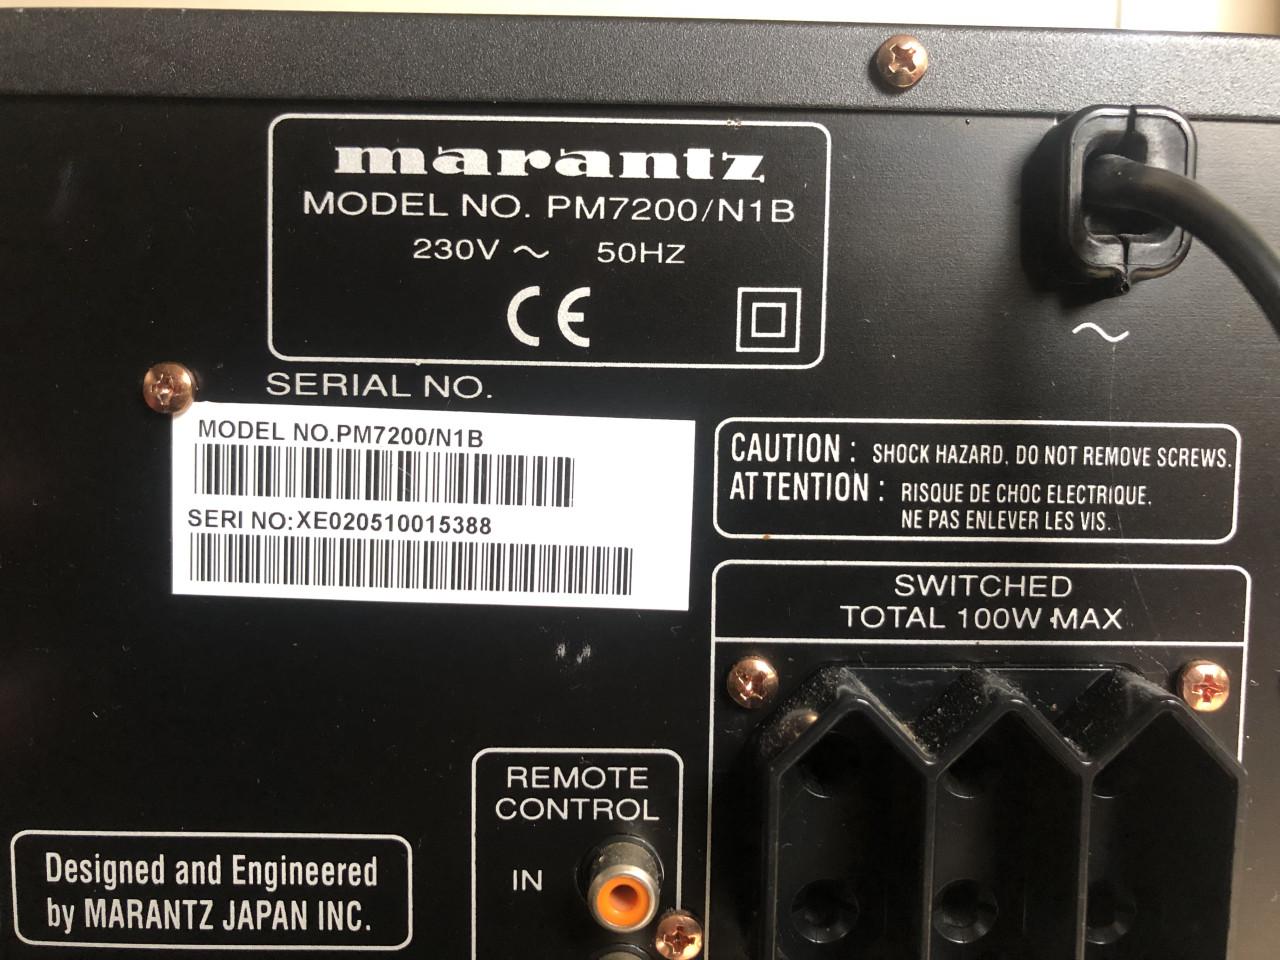 marantz
MODEL NO. PM7200/N1B
230V ~ 50HZ
CE
~
SERIAL NO.
MODEL NO.PM7200/N1B
SERI NO:XE020510015388
CAUTION : SHOCK HAZARD, DO NOT REMOVE SCREWS.
ATTENTION : RISQUE DE CHOC ELECTRIQUE.
NE PAS ENLEVER LES VIS.
SWITCHED
TOTAL 100W MAX
REMOTE
CONTROL
IN
Designed and Engineered
by MARANTZ JAPAN INC.